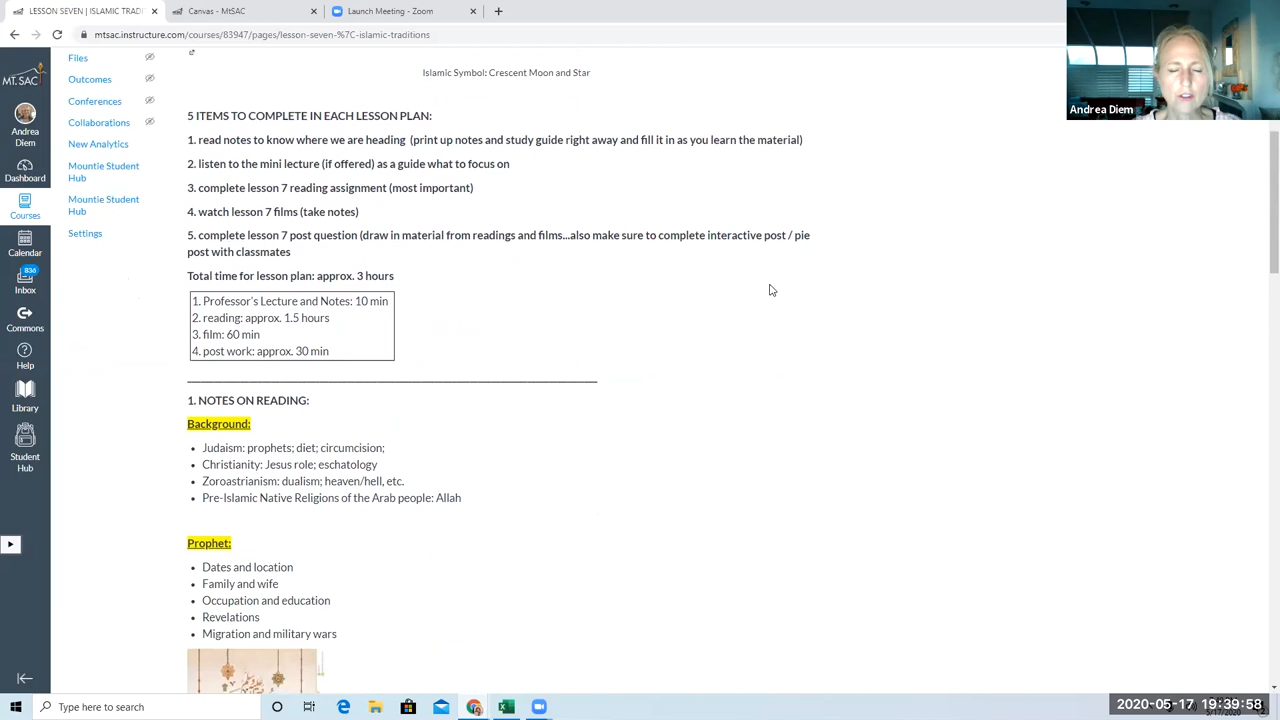 LESSON SEVEN | ISLAMIC TRADIT
Canvas - MtSAC
Launch Meeting - Zoom
mtsac.instructure.com/courses/83947/pages/lesson-seven-%7C-islamic-traditions
MT. SAC
Andrea
Diem
Dashboard
Courses
Calendar
836
Inbox
Commons
Help
Library
Student
Hub
Files
Outcomes
Conferences
Collaborations
New Analytics
Mountie Student
Hub
Mountie Student
Hub
Settings
Islamic Symbol: Crescent Moon and Star
5 ITEMS TO COMPLETE IN EACH LESSON PLAN:
1. read notes to know where we are heading (print up notes and study guide right away and fill it in as you learn the material)
2. listen to the mini lecture (if offered) as a guide what to focus on
3. complete lesson 7 reading assignment (most important)
4. watch lesson 7 films (take notes)
5. complete lesson 7 post question (draw in material from readings and films...also make sure to complete interactive post / pie
post with classmates
Total time for lesson plan: approx. 3 hours
1. Professor's Lecture and Notes: 10 min
2. reading: approx. 1.5 hours
3. film: 60 min
4. post work: approx. 30 min
1. NOTES ON READING:
Background:
• Judaism: prophets; diet; circumcision;
• Christianity: Jesus role; eschatology
• Zoroastrianism: dualism; heaven/hell, etc.
• Pre-Islamic Native Religions of the Arab people: Allah
Prophet:
• Dates and location
• Family and wife
• Occupation and education
• Revelations
• Migration and military wars
Andrea Diem
Type here to search
2020-05-17 19:39:58